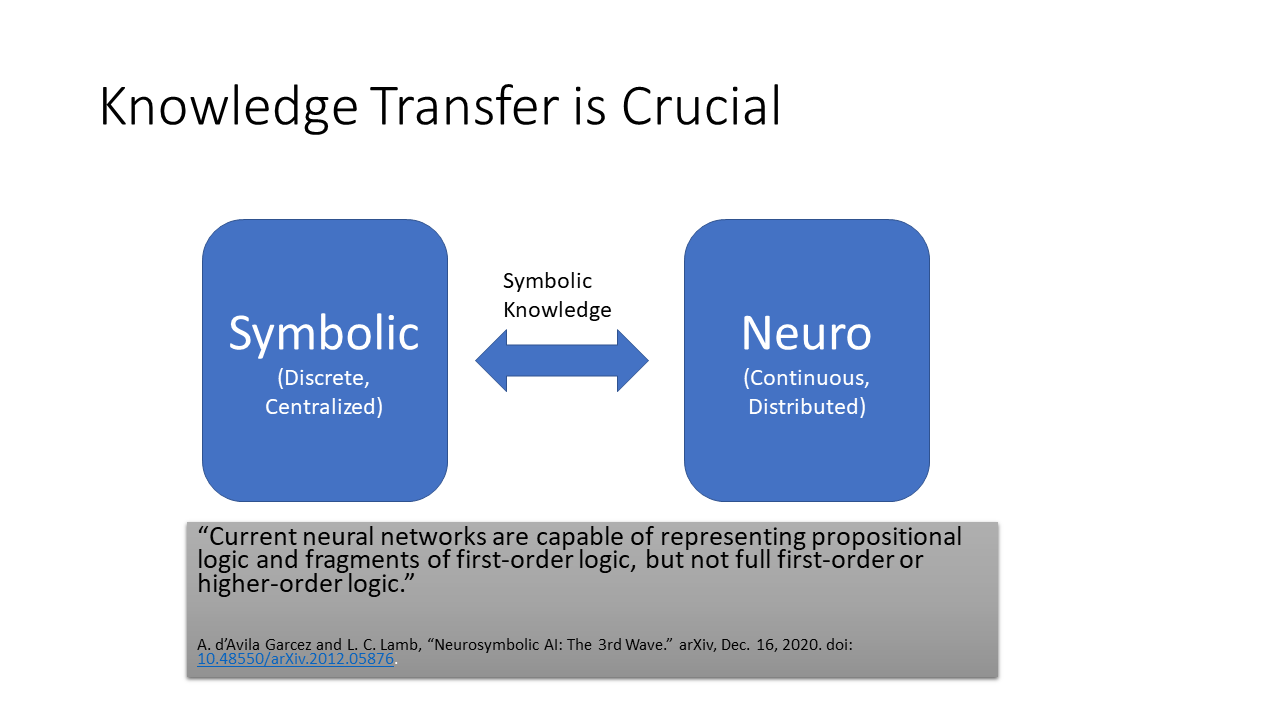 Knowledge Transfer is Crucial
Symbolic
(Discrete,
Centralized)
Symbolic
Knowledge
Neuro
(Continuous,
Distributed)
“Current neural networks are capable of representing propositional
logic and fragments of first-order logic, but not full first-order or
higher-order logic.”
A. d’Avila Garcez and L. C. Lamb, “Neurosymbolic AI: The 3rd Wave.” arXiv, Dec. 16, 2020. doi:
10.48550/arXiv.2012.05876.